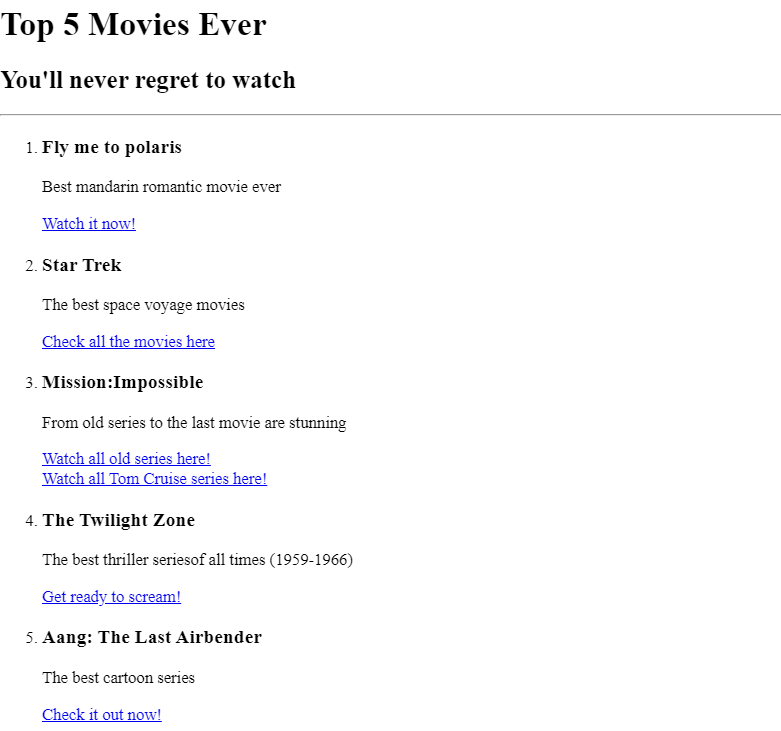 Top 5 Movies Ever
You'll never regret to watch
1. Fly me to polaris
Best mandarin romantic movie ever
Watch it now!
2. Star Trek
The best space voyage movies
Check all the movies here
3. Mission:Impossible
From old series to the last movie are stunning
Watch all old series here!
Watch all Tom Cruise series here!
4. The Twilight Zone
The best thriller seriesof all times (1959-1966)
Get ready to scream!
5. Aang: The Last Airbender
The best cartoon series
Check it out now!